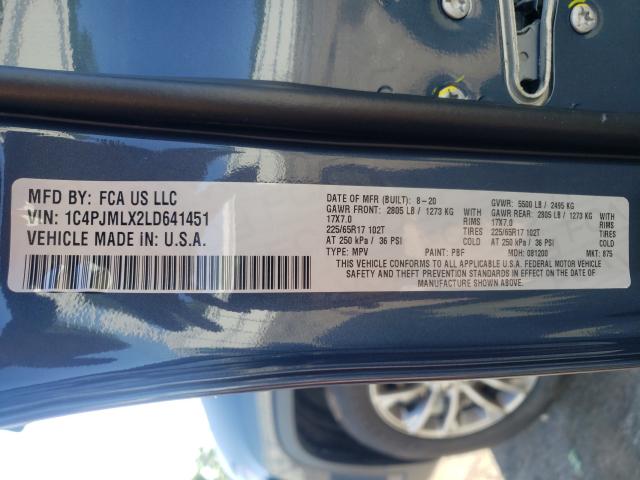 MFD BY: FCA US LLC
VIN: 1C4PJMLX2LD641451
VEHICLE MADE IN: U.S.A.
DATE OF MFR (BUILT): 8-20 GVWR: 5500 LB / 2495 KG
GAWR FRONT: 2805 LB / 1273 KG WITH GAWR REAR: 2805 LB / 1273 KG WITH
17X7.0 RIMS 17X7.0 RIMS
225/65R17 102T TIRES 225/65R17 102T TIRES
AT 250 kPa / 36 PSI COLD AT 250 kPa / 36 PSI COLD
TYPE: MPV PAINT: PBF MDH: 081200 MKT: 875
THIS VEHICLE CONFORMS TO ALL APPLICABLE U.S.A. FEDERAL MOTOR VEHICLE
SAFETY AND THEFT PREVENTION STANDARDS IN EFFECT ON THE DATE OF
MANUFACTURE SHOWN ABOVE.